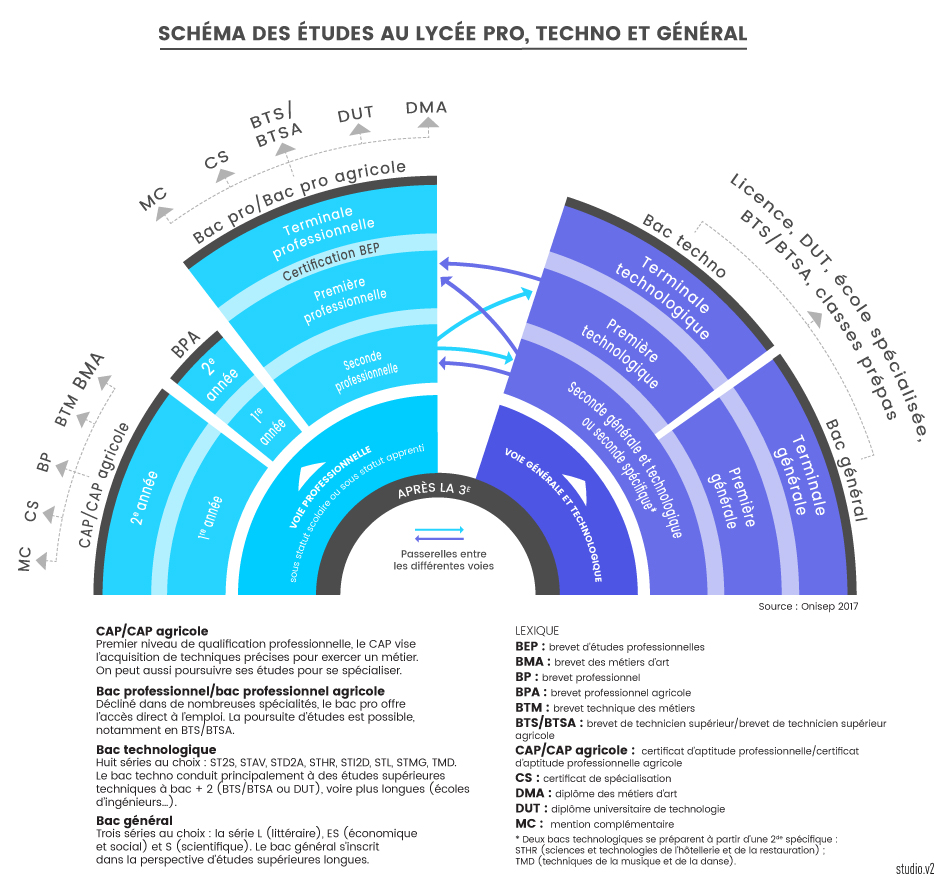 SCHÉMA DES ÉTUDES AU LYCÉE PRO, TECHNO ET GÉNÉRAL
MC
CS
BTS/
BTSA
DUT
DMA
Bac pro/Bac pro agricole
Terminale
professionnelle
Certification BEP
Première
professionnelle
Seconde
professionnelle
BPA
2e
année
1re
année
MC
CS
BP
BTM
BMA
CAP/CAP agricole
2e année
1re année
VOIE PROFESSIONNELLE
sous statut scolaire ou sous statut apprenti
APRÈS LA 3E
Passerelles entre
les différentes voies
Licence, DUT, école spécialisée,
BTS/BTSA, classes prépas
Bac techno
Terminale
technologique
Première
technologique
Seconde générale et technologique
ou seconde spécifique*
VOIE GÉNÉRALE ET TECHNOLOGIQUE
Bac général
Terminale
générale
Première
générale
Source : Onisep 2017
CAP/CAP agricole
Premier niveau de qualification professionnelle, le CAP vise
l'acquisition de techniques précises pour exercer un métier.
On peut aussi poursuivre ses études pour se spécialiser.
Bac professionnel/bac professionnel agricole
Décliné dans de nombreuses spécialités, le bac pro offre
l'accès direct à l'emploi. La poursuite d'études est possible,
notamment en BTS/BTSA.
Bac technologique
Huit séries au choix : ST2S, STAV, STD2A, STHR, STI2D, STL, STMG, TMD.
Le bac techno conduit principalement à des études supérieures
techniques à bac + 2 (BTS/BTSA ou DUT), voire plus longues (écoles
d'ingénieurs...).
Bac général
Trois séries au choix : la série L (littéraire), ES (économique
et social) et S (scientifique). Le bac général s'inscrit
dans la perspective d'études supérieures longues.
LEXIQUE
BEP : brevet d'études professionnelles
BMA : brevet des métiers d'art
BP : brevet professionnel
BPA : brevet professionnel agricole
BTM : brevet technique des métiers
BTS/BTSA : brevet de technicien supérieur/brevet de technicien supérieur
agricole
CAP/CAP agricole : certificat d'aptitude professionnelle/certificat
d'aptitude professionnelle agricole
CS : certificat de spécialisation
DMA : diplôme des métiers d'art
DUT : diplôme universitaire de technologie
MC : mention complémentaire
* Deux bacs technologiques se préparent à partir d'une 2de spécifique :
STHR (sciences et technologies de l'hôtellerie et de la restauration) ;
TMD (techniques de la musique et de la danse).
studio.v2